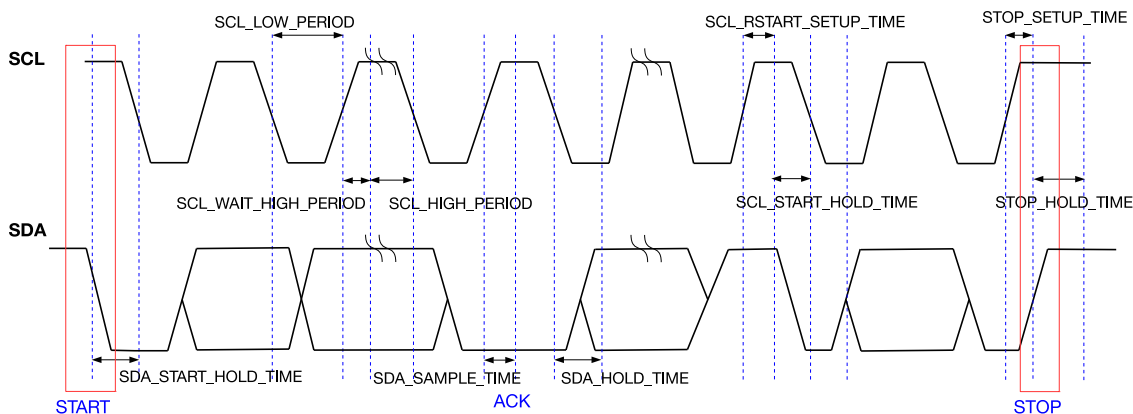 SCL_LOW_PERIOD
SCL_RSTART_SETUP_TIME
STOP_SETUP_TIME
SCL
SCL_WAIT_HIGH_PERIOD
SCL_HIGH_PERIOD
SCL_START_HOLD_TIME
STOP_HOLD_TIME
SDA
SDA_START_HOLD_TIME
SDA_SAMPLE_TIME
SDA_HOLD_TIME
START
ACK
STOP